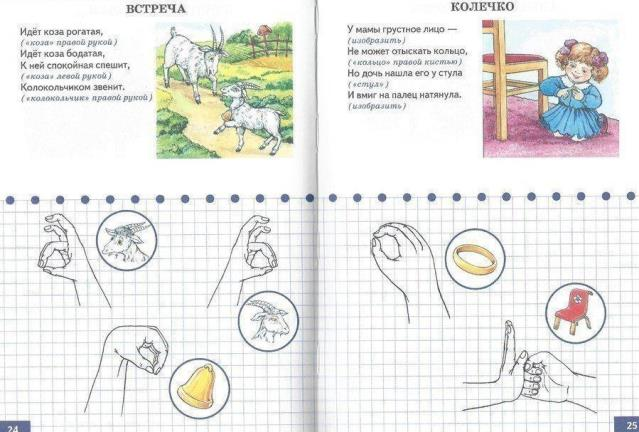 ВСТРЕЧА
Идёт коза рогатая,
(«коза» правой рукой)
Идёт коза бодатая,
К ней спокойная спешит,
(«коза» левой рукой)
Колокольчиком звенит.
(«колокольчик» правой рукой)
24
КОЛЕЧКО
У мамы грустное лицо —
(изобразить)
Не может отыскать кольцо,
(«кольцо» правой кистью)
Но дочь нашла его у стула
(«стул»)
И вмиг на палец натянула.
(изобразить)
25